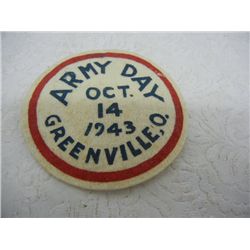 ARMY DAY
OCT.
14
1943
GREENVILLE, O.